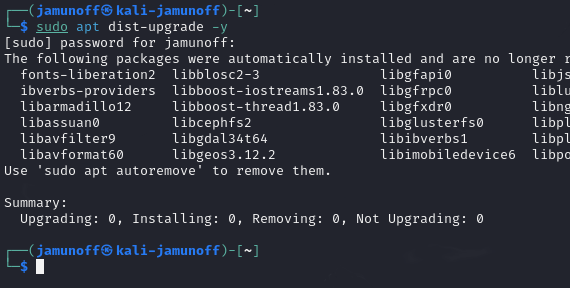 ┌──(jamunoff㉿kali-jamunoff)-[~]
└─$ sudo apt dist-upgrade -y
[sudo] password for jamunoff:
The following packages were automatically installed and are no longer r
fonts-liberation2 libblosc2-3 libgfapi0 libjs
ibverbs-providers libboost-iostreams1.83.0 libgfrpc0 liblu
libarmadillo12 libboost-thread1.83.0 libgfxdr0 libng
libassuan0 libcephfs2 libglusterfs0 libpl
libavfilter9 libgdal34t64 libibverbs1 libpl
libavformat60 libgeos3.12.2 libimobiledevice6 libpo
Use 'sudo apt autoremove' to remove them.
Summary:
Upgrading: 0, Installing: 0, Removing: 0, Not Upgrading: 0
┌──(jamunoff㉿kali-jamunoff)-[~]
└─$